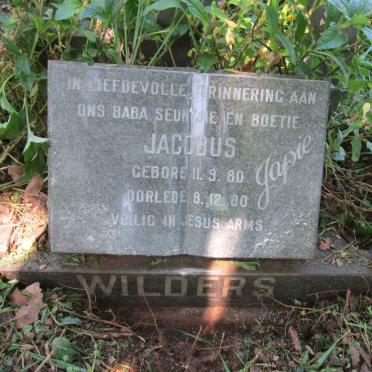 IN LIEFDEVOLLE HERINNERING AAN
ONS BABA SEUNTJIE EN BOETIE
JACOBUS
Japie
GEBORE 11.9.80
OORLEDE 8.12.80
VEILIG IN JESUS ARMS
WILDERS